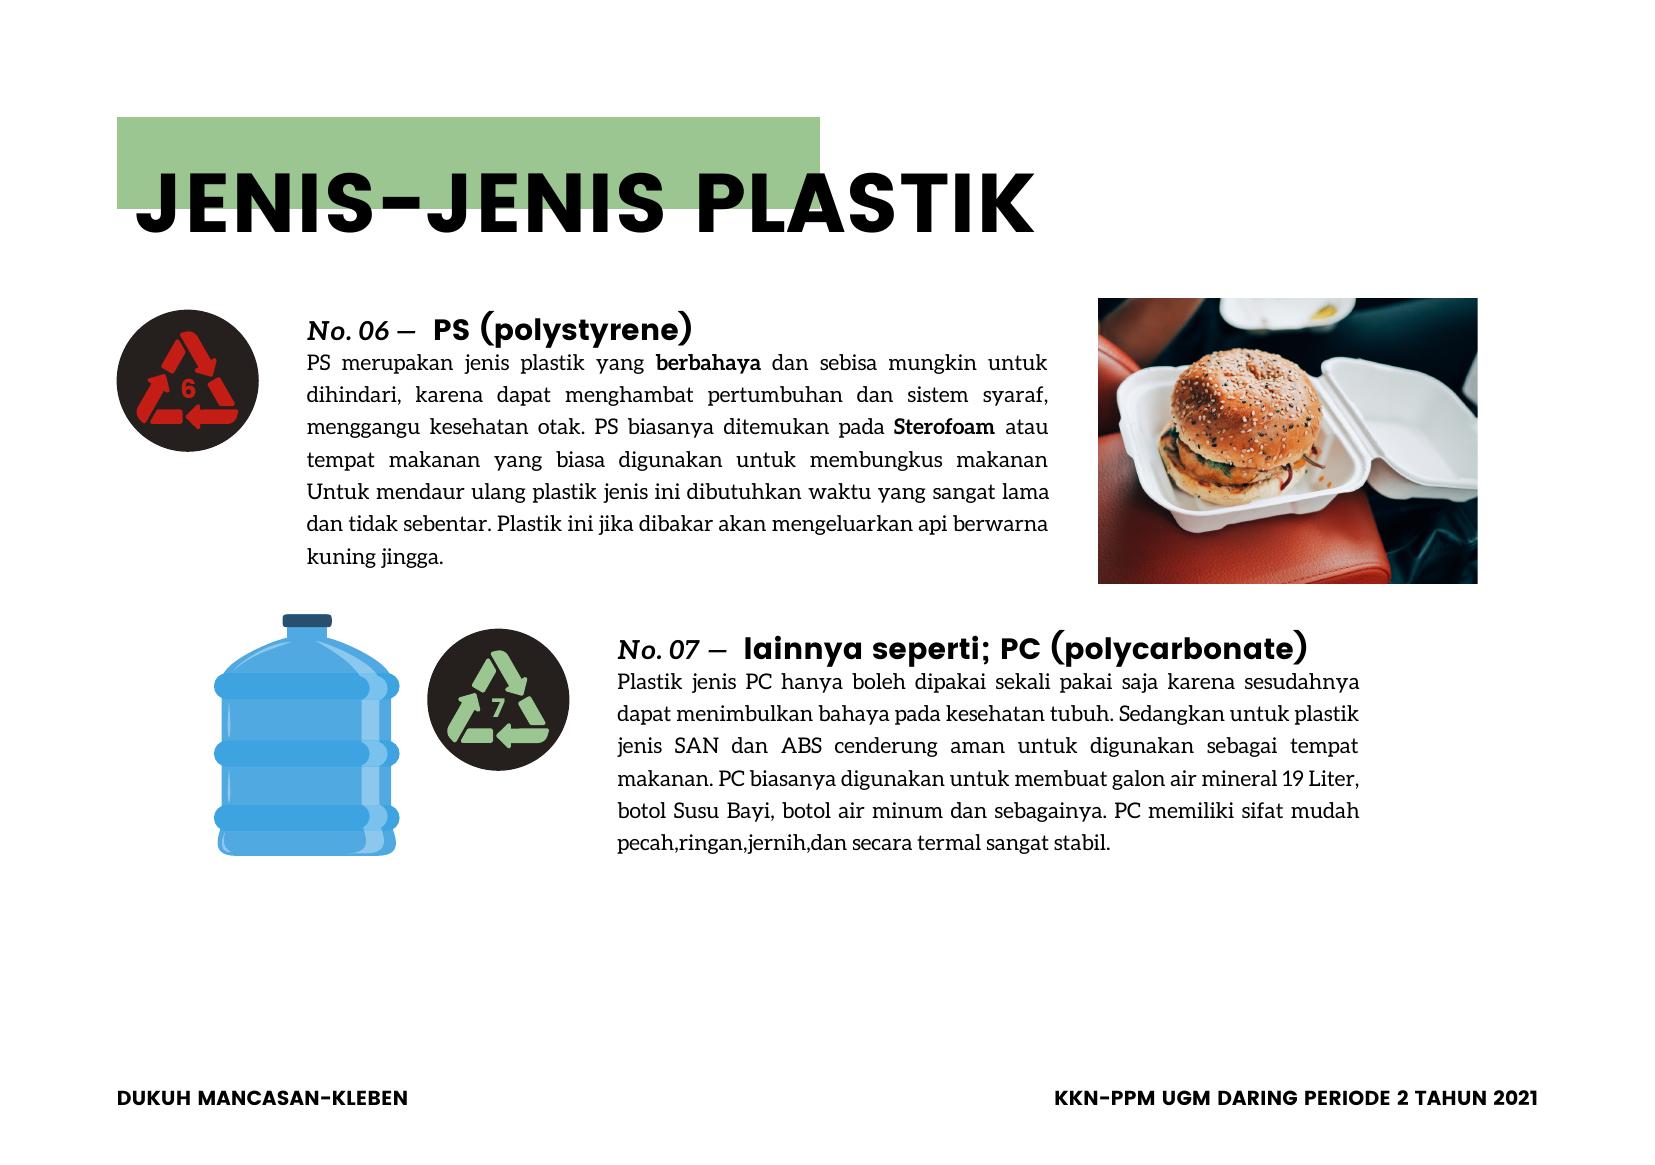 JENIS-JENIS PLASTIK
6
No. 06 — PS (polystyrene)
PS merupakan jenis plastik yang berbahaya dan sebisa mungkin untuk
dihindari, karena dapat menghambat pertumbuhan dan sistem syaraf,
menggangu kesehatan otak. PS biasanya ditemukan pada Sterofoam atau
tempat makanan yang biasa digunakan untuk membungkus makanan
Untuk mendaur ulang plastik jenis ini dibutuhkan waktu yang sangat lama
dan tidak sebentar. Plastik ini jika dibakar akan mengeluarkan api berwarna
kuning jingga.
7
No. 07 — lainnya seperti; PC (polycarbonate)
Plastik jenis PC hanya boleh dipakai sekali pakai saja karena sesudahnya
dapat menimbulkan bahaya pada kesehatan tubuh. Sedangkan untuk plastik
jenis SAN dan ABS cenderung aman untuk digunakan sebagai tempat
makanan. PC biasanya digunakan untuk membuat galon air mineral 19 Liter,
botol Susu Bayi, botol air minum dan sebagainya. PC memiliki sifat mudah
pecah,ringan,jernih,dan secara termal sangat stabil.
DUKUH MANCASAN-KLEBEN
KKN-PPM UGM DARING PERIODE 2 TAHUN 2021